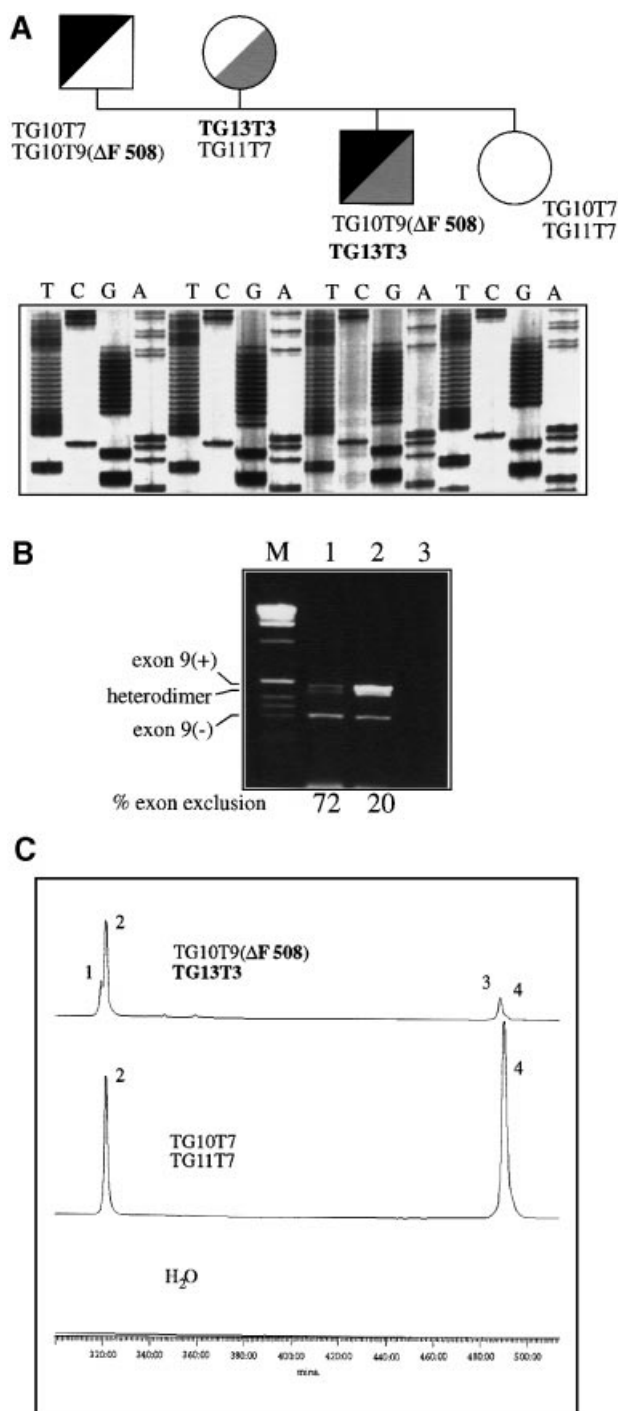 A
TG10T7
TG10T9(ΔF 508)
TG13T3
TG11T7
TG10T9(ΔF 508)
TG13T3
TG10T7
TG11T7
T C G A T C G A T C G A T C G A
B
M 1 2 3
exon 9(+)
heterodimer
exon 9(-)
% exon exclusion 72 20
C
1 2 TG10T9(ΔF 508)
TG13T3
3 4
2 4
TG10T7
TG11T7
H2O
320:00 340:00 360:00 380:00 400:00 420:00 440:00 460:00 480:00 500:00